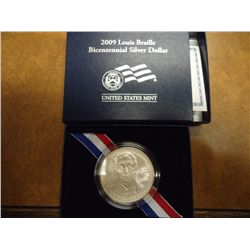 2009 Louis Braille
Bicentennial Silver Dollar
UNITED STATES MINT